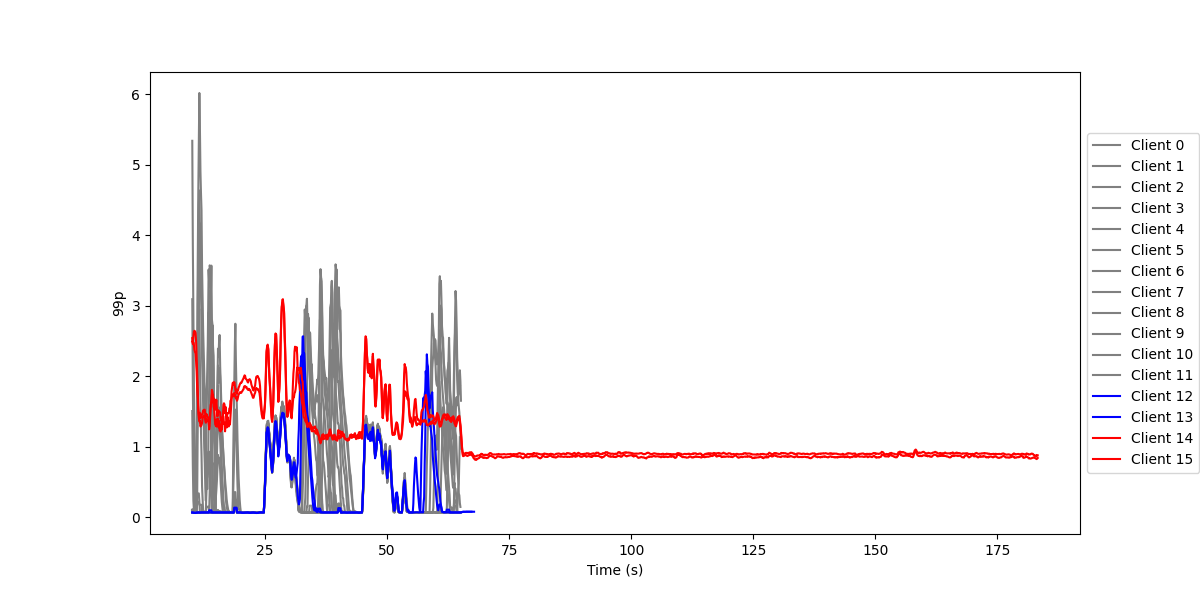 6
5
4
3
2
1
0
99p
25
50
75
100
125
150
175
Time (s)
Client 0
Client 1
Client 2
Client 3
Client 4
Client 5
Client 6
Client 7
Client 8
Client 9
Client 10
Client 11
Client 12
Client 13
Client 14
Client 15